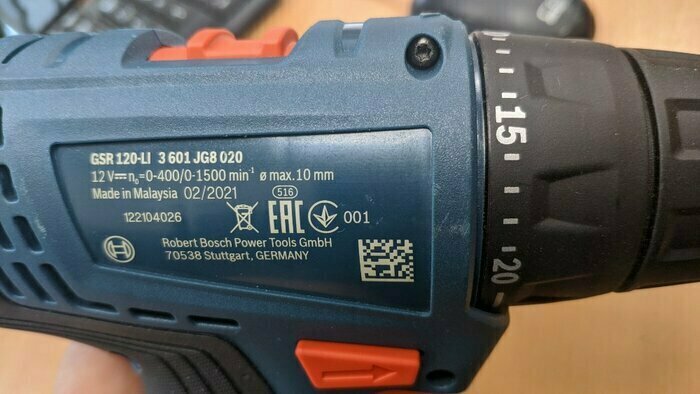 GSR 120-LI 3 601 JG8 020
12 V⎓ n₀=0-400/0-1500 min⁻¹ ø max. 10 mm
Made in Malaysia 02/2021 516
122104026 EAC 001
Robert Bosch Power Tools GmbH
70538 Stuttgart, GERMANY
15
20